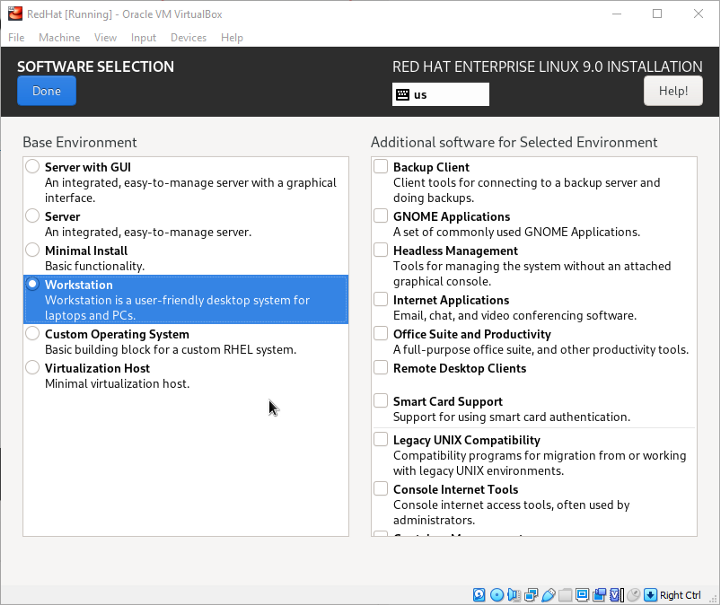 RedHat [Running] - Oracle VM VirtualBox
File Machine View Input Devices Help
SOFTWARE SELECTION
RED HAT ENTERPRISE LINUX 9.0 INSTALLATION
Done
us
Help!
Base Environment
Server with GUI
An integrated, easy-to-manage server with a graphical
interface.
Server
An integrated, easy-to-manage server.
Minimal Install
Basic functionality.
Workstation
Workstation is a user-friendly desktop system for
laptops and PCs.
Custom Operating System
Basic building block for a custom RHEL system.
Virtualization Host
Minimal virtualization host.
Additional software for Selected Environment
Backup Client
Client tools for connecting to a backup server and
doing backups.
GNOME Applications
A set of commonly used GNOME Applications.
Headless Management
Tools for managing the system without an attached
graphical console.
Internet Applications
Email, chat, and video conferencing software.
Office Suite and Productivity
A full-purpose office suite, and other productivity tools.
Remote Desktop Clients
Smart Card Support
Support for using smart card authentication.
Legacy UNIX Compatibility
Compatibility programs for migration from or working
with legacy UNIX environments.
Console Internet Tools
Console internet access tools, often used by
administrators.
Right Ctrl